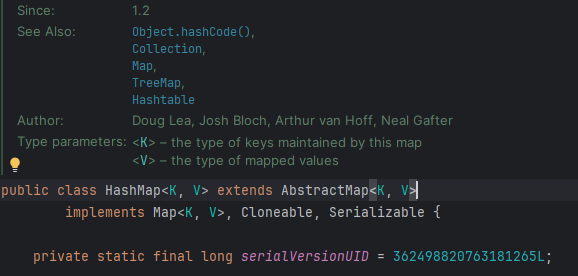 Since: 1.2
See Also: Object.hashCode(),
Collection,
Map,
TreeMap,
Hashtable
Author: Doug Lea, Josh Bloch, Arthur van Hoff, Neal Gafter
Type parameters: <K> – the type of keys maintained by this map
<V> – the type of mapped values
public class HashMap<K, V> extends AbstractMap<K, V>
implements Map<K, V>, Cloneable, Serializable {
private static final long serialVersionUID = 362498820763181265L;